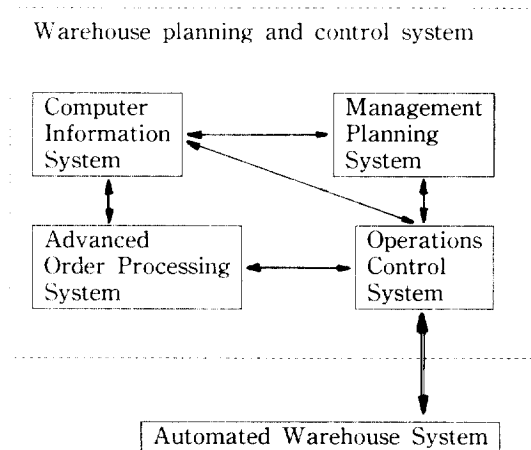 Warehouse planning and control system
Computer
Information
System
Management
Planning
System
Advanced
Order Processing
System
Operations
Control
System
Automated Warehouse System